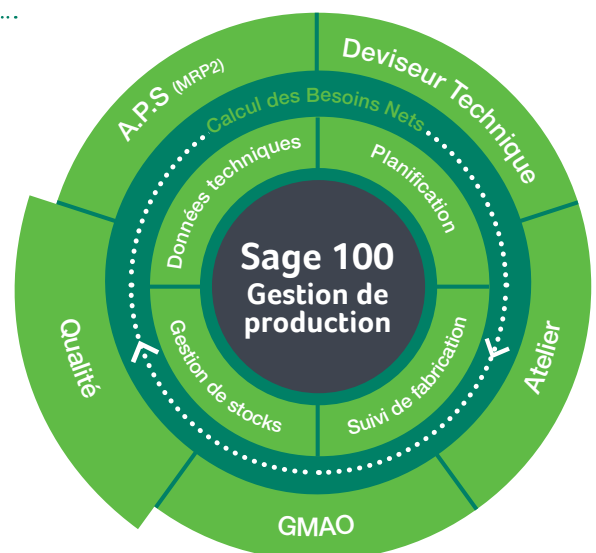 ...
A.P.S (MRP2)
Deviseur Technique
Calcul des Besoins Nets
Données techniques
Planification
Sage 100
Gestion de
production
Qualité
Gestion de stocks
Suivi de fabrication
Atelier
GMAO